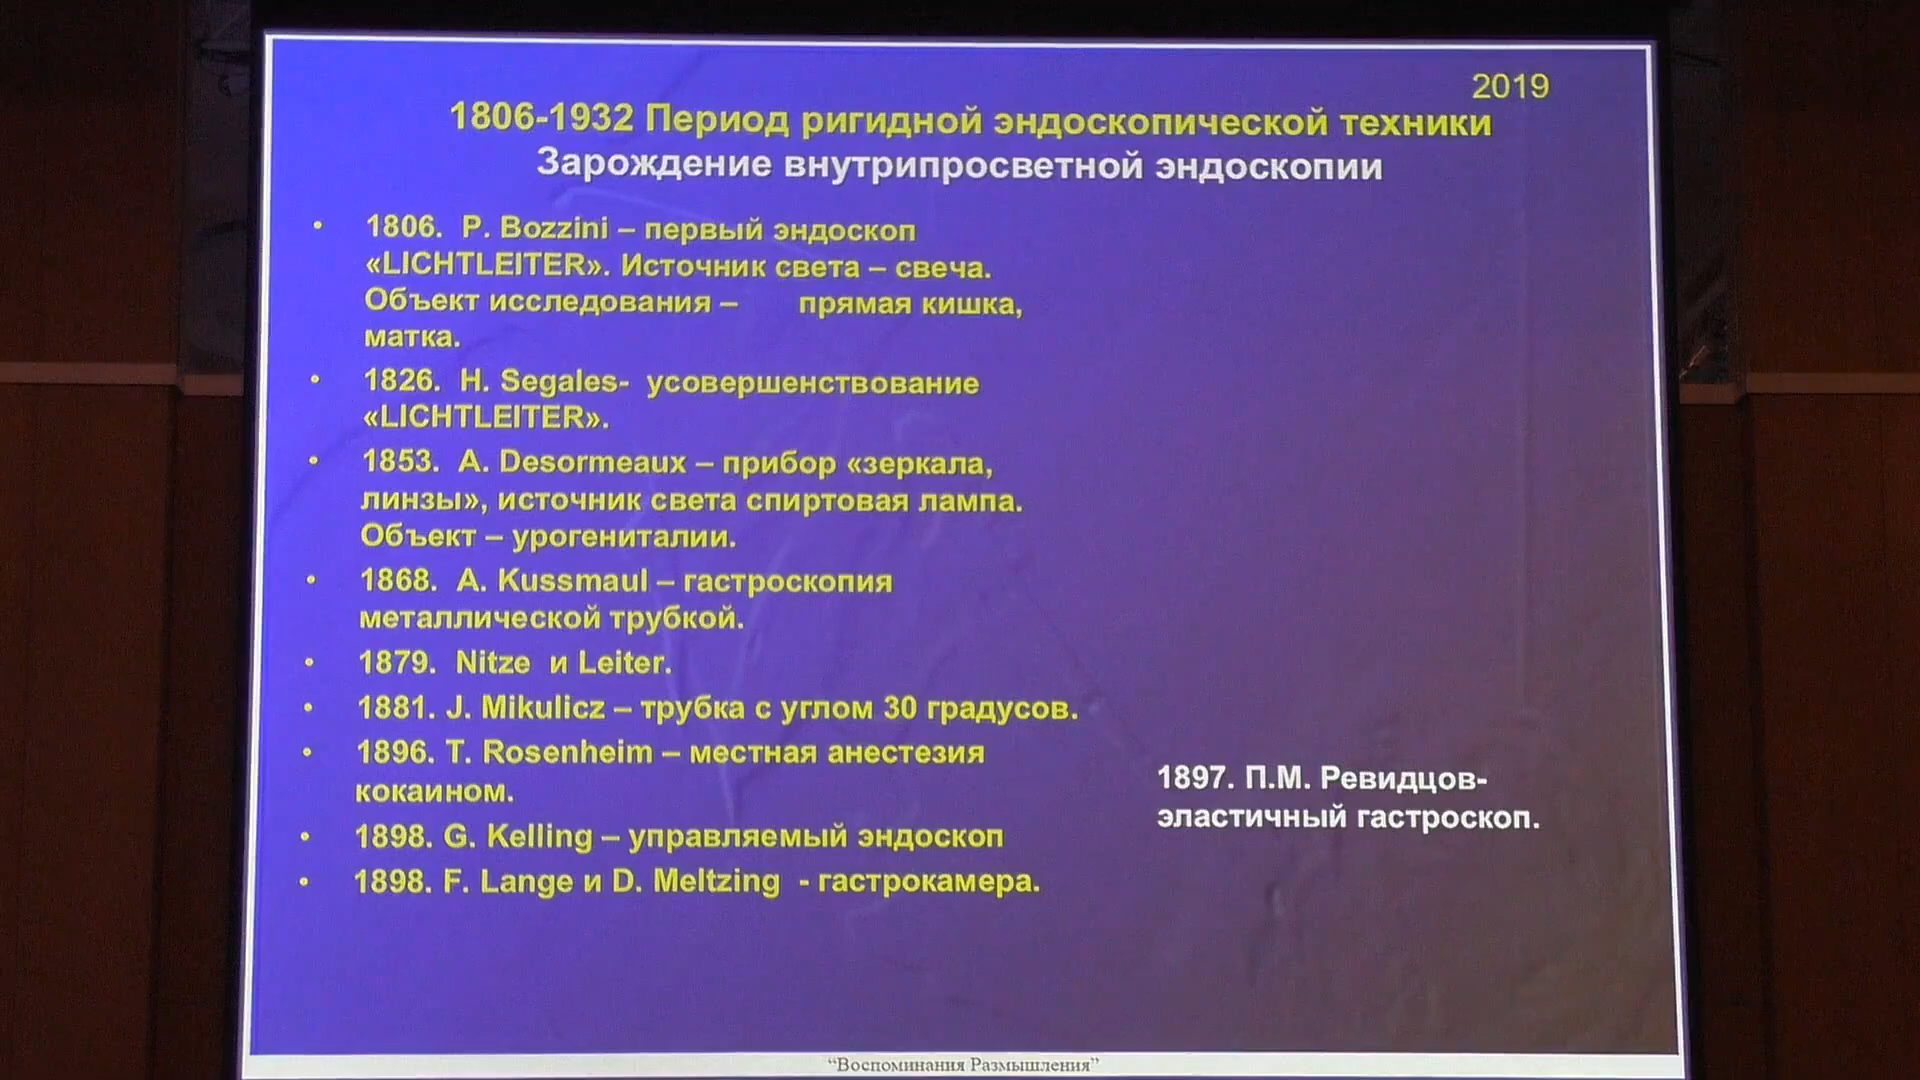 2019
1806-1932 Период ригидной эндоскопической техники
Зарождение внутрипросветной эндоскопии
• 1806. P. Bozzini – первый эндоскоп
«LICHTLEITER». Источник света – свеча.
Объект исследования – прямая кишка,
матка.
• 1826. H. Segales- усовершенствование
«LICHTLEITER».
• 1853. A. Desormeaux – прибор «зеркала,
линзы», источник света спиртовая лампа.
Объект – урогениталии.
• 1868. A. Kussmaul – гастроскопия
металлической трубкой.
• 1879. Nitze и Leiter.
• 1881. J. Mikulicz – трубка с углом 30 градусов.
• 1896. T. Rosenheim – местная анестезия
кокаином.
• 1898. G. Kelling – управляемый эндоскоп
• 1898. F. Lange и D. Meltzing - гастрокамера.
1897. П.М. Ревидцов-
эластичный гастроскоп.
“Воспоминания Размышления”